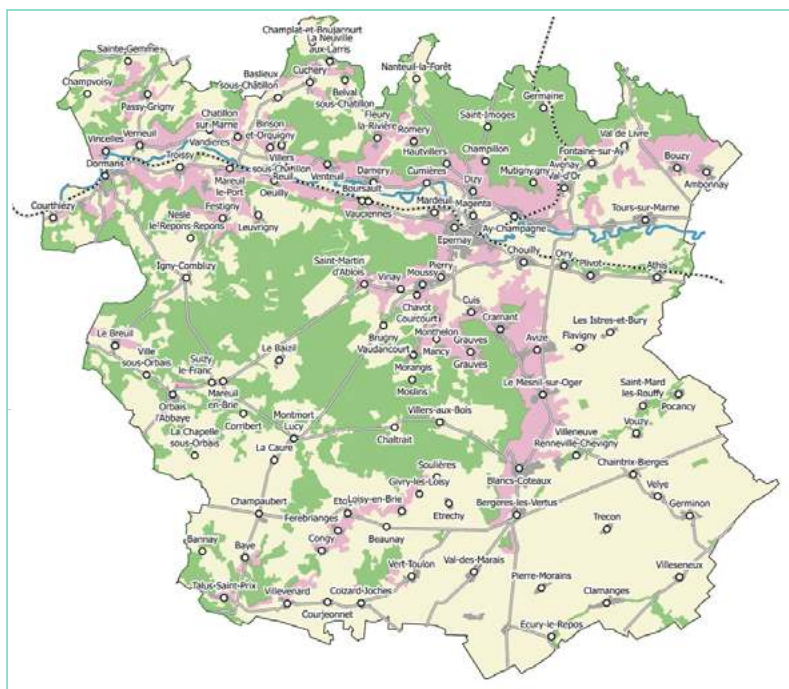 Champlat-et-Boujacourt
La Neuville
aux-Larris
Sainte-Gemme
Cuchery
Nanteuil-la-Forêt
Baslieux
sous-Châtillon
Belval
sous-Châtillon
Champvoisy
Passy-Grigny
Germaine
Chatillon
sur-Marne
Fleury
la-Rivière
Saint-Imoges
Binson
et-Orquigny
Romery
Val de Livre
Verneuil
Vincelles
Vandières
Hautvillers
Champillon
Fontaine-sur-Ay
Dormans
Troissy
Villers
sous-Châtillon
Venteuil
Damery
Cumières
Mutigny
Avenay
Val-d'Or
Bouzy
Ambonnay
Mareuil
le-Port
Reuil
Oeuilly
Boursault
Dizy
Magenta
Courthiézy
Nesle
le-Repons
Festigny
Leuvrigny
Vauciennes
Mardeuil
Ay-Champagne
Tours-sur-Marne
Epernay
Igny-Comblizy
Saint-Martin
d'Ablois
Vinay
Moussy
Pierry
Chouilly
Oiry
Plivot
Athis
Chavot
Courcourt
Cuis
Cramant
Les Istres-et-Bury
Brugny
Vaudancourt
Monthelon
Mancy
Grauves
Grauves
Avize
Flavigny
Le Breuil
Ville
sous-Orbais
Suizy
le-Franc
Le Baizil
Morangis
Moslins
Le Mesnil-sur-Oger
Saint-Mard
les-Rouffy
Pocancy
Orbais
l'Abbaye
Mareuil
en-Brie
Corribert
Montmort
Lucy
Villers-aux-Bois
Chaltrait
Vouzy
Villeneuve
Renneville-Chevigny
La Chapelle
sous-Orbais
La Caure
Soulières
Blancs-Coteaux
Chaintrix-Bierges
Givry-les-Loisy
Velye
Champaubert
Loisy-en-Brie
Etrechy
Bergères-les-Vertus
Germinon
Ferebrianges
Trecon
Bannay
Baye
Congy
Beaunay
Talus-Saint-Prix
Vert-Toulon
Val-des-Marais
Villeseneux
Villevenard
Coizard-Joches
Courjeonnet
Pierre-Morains
Clamanges
Ecury-le-Repos